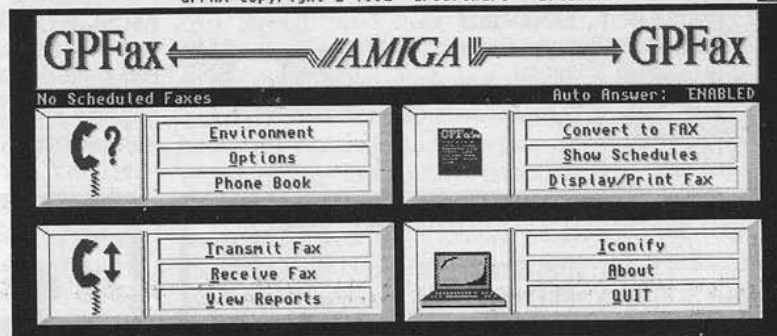 GPFax AMIGA GPFax
No Scheduled Faxes Auto Answer: ENABLED
?
Environment
Options
Phone Book
GPFax
Convert to FAX
Show Schedules
Display/Print Fax
Transmit Fax
Receive Fax
View Reports
Iconify
About
QUIT